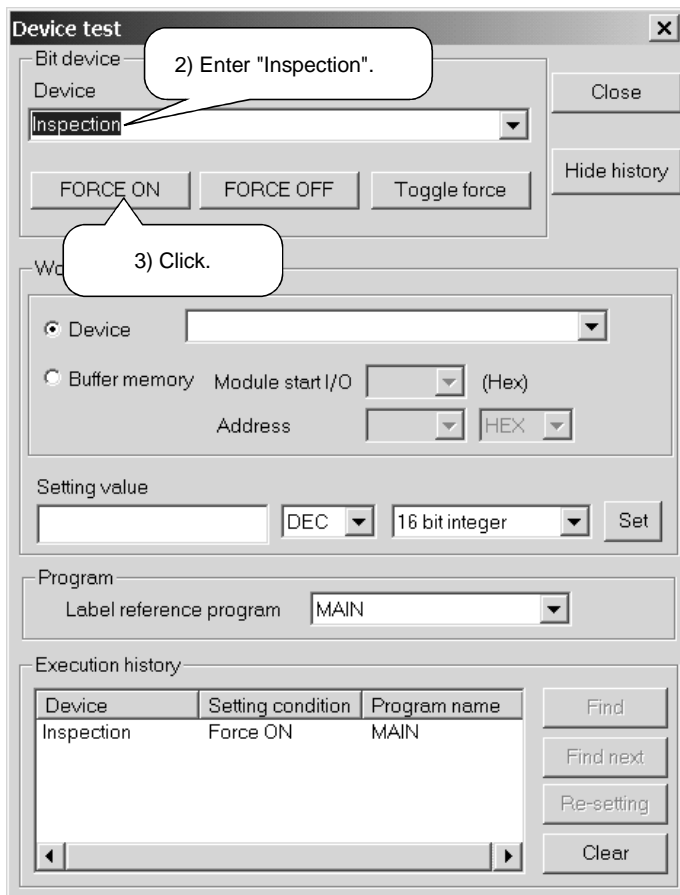 Device test
Bit device
2) Enter "Inspection".
Device
Close
Inspection
Hide history
FORCE ON
FORCE OFF
Toggle force
3) Click.
Device
Buffer memory
Module start I/O
(Hex)
Address
HEX
Setting value
DEC
16 bit integer
Set
Program
Label reference program
MAIN
Execution history
Device
Setting condition
Program name
Find
Inspection
Force ON
MAIN
Find next
Re-setting
Clear